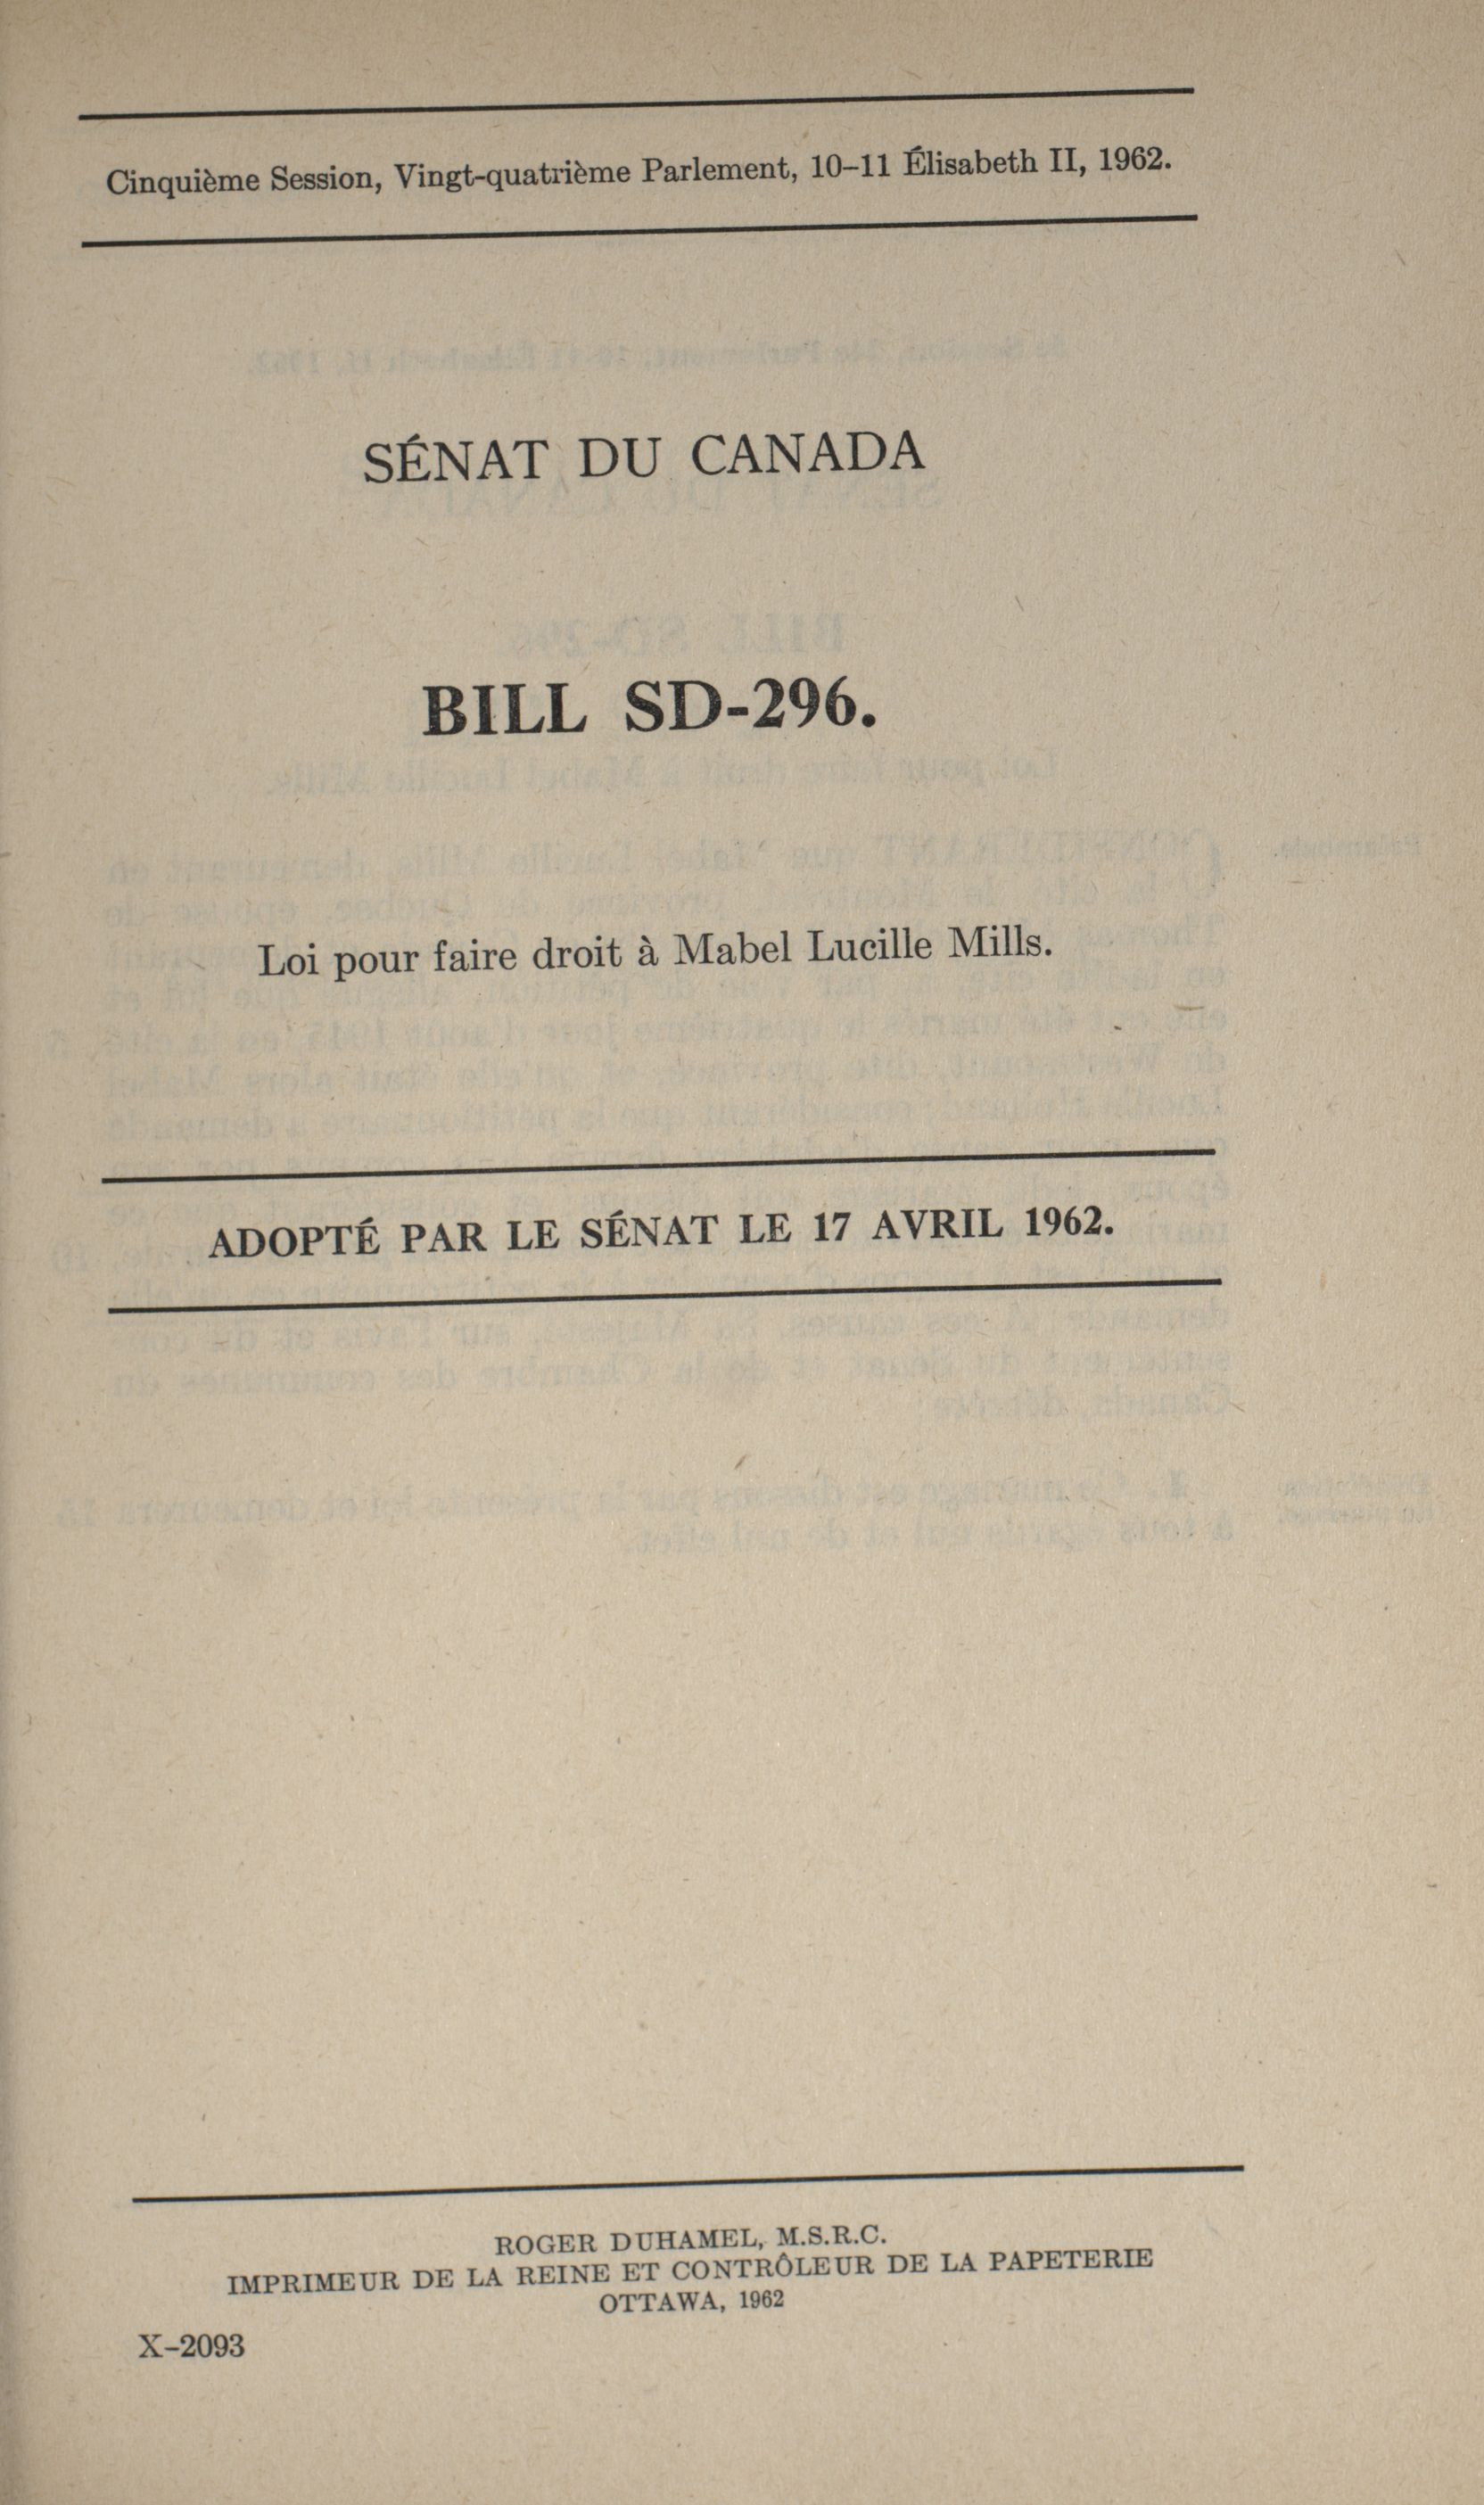 Cinquième Session, Vingt-quatrième Parlement, 10–11 Élisabeth II, 1962.
SÉNAT DU CANADA
BILL SD-296.
Loi pour faire droit à Mabel Lucille Mills.
ADOPTÉ PAR LE SÉNAT LE 17 AVRIL 1962.
ROGER DUHAMEL, M.S.R.C.
IMPRIMEUR DE LA REINE ET CONTRÔLEUR DE LA PAPETERIE
OTTAWA, 1962
X–2093